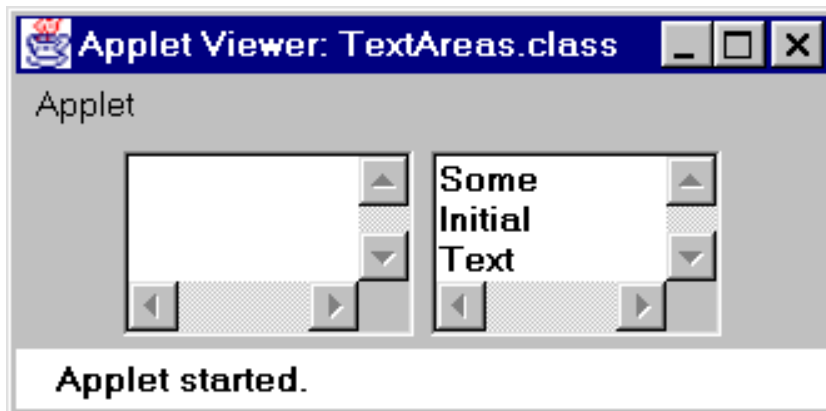 Applet Viewer: TextAreas.class
Applet
Some
Initial
Text
Applet started.